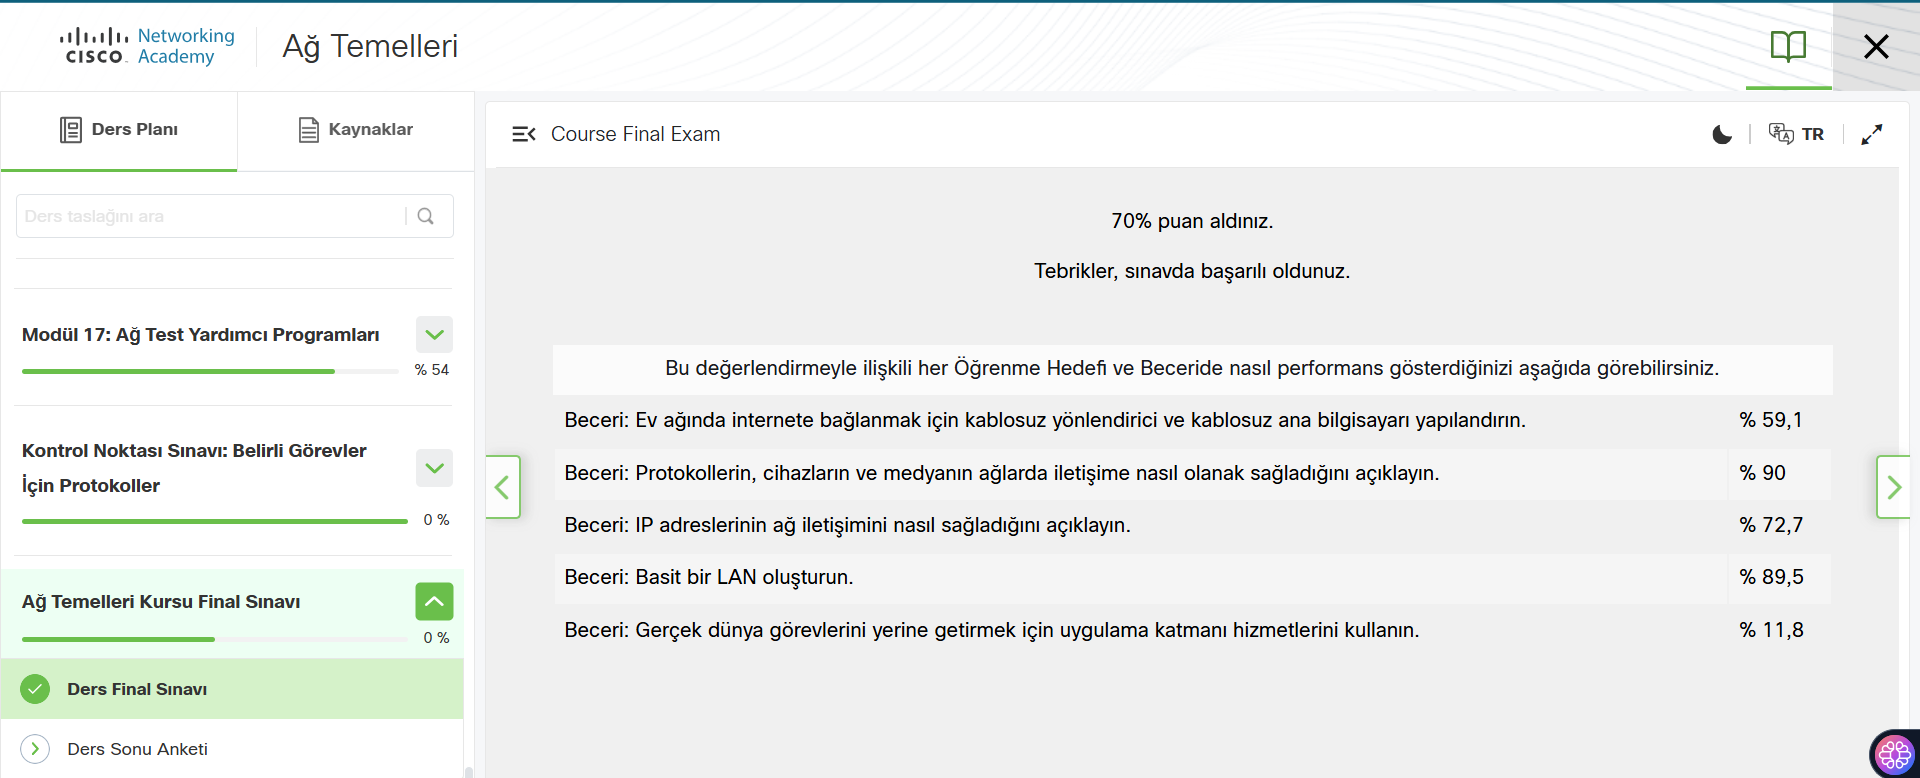 Networking
Academy
CISCO
Ağ Temelleri
Ders Planı
Kaynaklar
Ders taslağını ara
Modül 17: Ağ Test Yardımcı Programları
% 54
Kontrol Noktası Sınavı: Belirli Görevler
İçin Protokoller
0 %
Ağ Temelleri Kursu Final Sınavı
0 %
Ders Final Sınavı
Ders Sonu Anketi
Course Final Exam
TR
70% puan aldınız.
Tebrikler, sınavda başarılı oldunuz.
Bu değerlendirmeyle ilişkili her Öğrenme Hedefi ve Beceride nasıl performans gösterdiğinizi aşağıda görebilirsiniz.
Beceri: Ev ağında internete bağlanmak için kablosuz yönlendirici ve kablosuz ana bilgisayarı yapılandırın. % 59,1
Beceri: Protokollerin, cihazların ve medyanın ağlarda iletişime nasıl olanak sağladığını açıklayın. % 90
Beceri: IP adreslerinin ağ iletişimini nasıl sağladığını açıklayın. % 72,7
Beceri: Basit bir LAN oluşturun. % 89,5
Beceri: Gerçek dünya görevlerini yerine getirmek için uygulama katmanı hizmetlerini kullanın. % 11,8